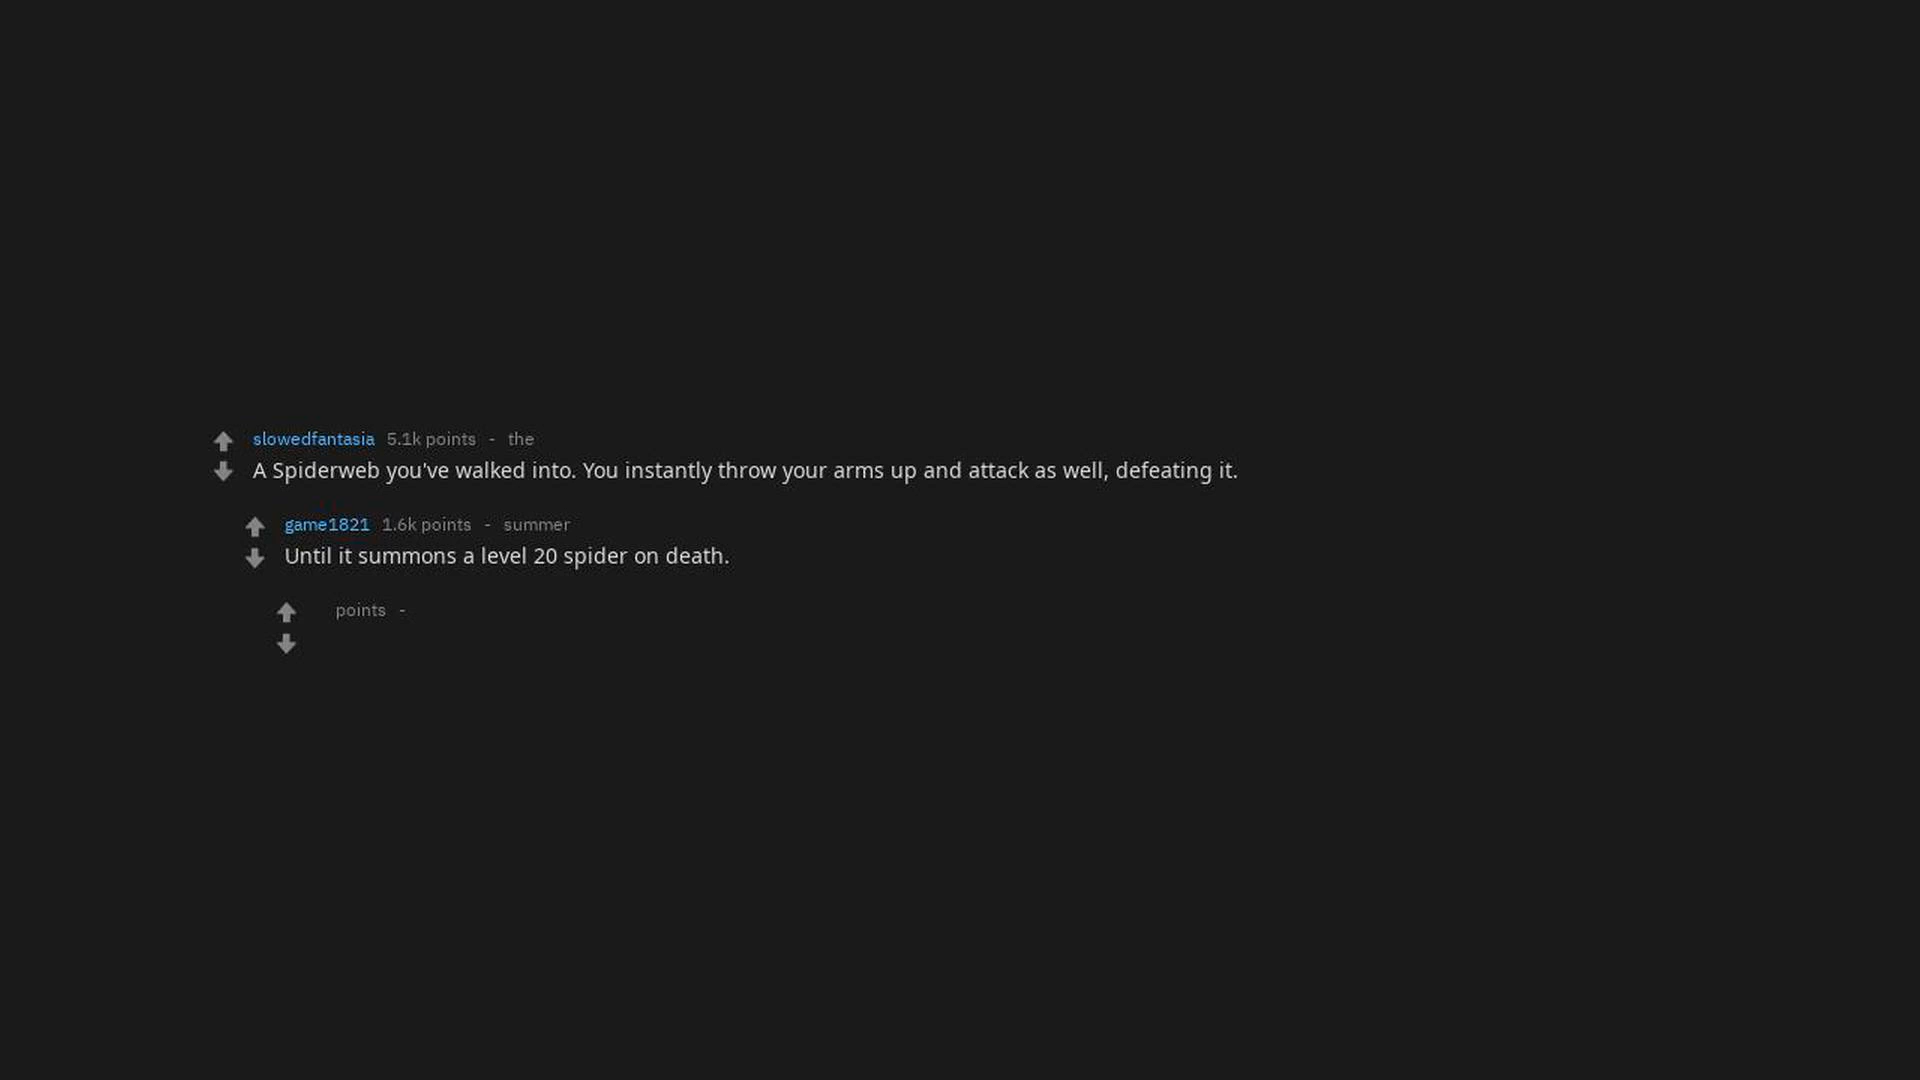 slowedfantasia 5.1k points - the
A Spiderweb you've walked into. You instantly throw your arms up and attack as well, defeating it.
game1821 1.6k points - summer
Until it summons a level 20 spider on death.
points -